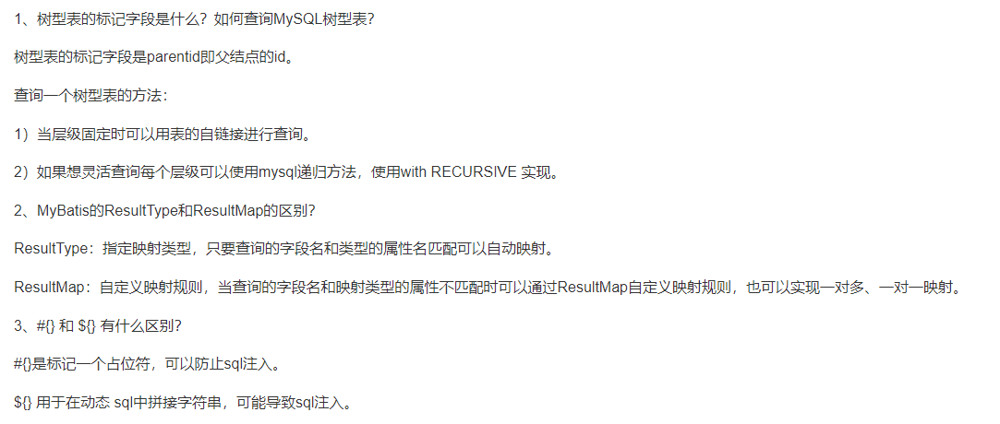 1、树型表的标记字段是什么？如何查询MySQL树型表？
树型表的标记字段是parentid即父结点的id。
查询一个树型表的方法：
1）当层级固定时可以用表的自链接进行查询。
2）如果想灵活查询每个层级可以使用mysql递归方法，使用with RECURSIVE 实现。
2、MyBatis的ResultType和ResultMap的区别？
ResultType：指定映射类型，只要查询的字段名和类型的属性名匹配可以自动映射。
ResultMap：自定义映射规则，当查询的字段名和映射类型的属性不匹配时可以通过ResultMap自定义映射规则，也可以实现一对多、一对一映射。
3、#{} 和 ${} 有什么区别？
#{}是标记一个占位符，可以防止sql注入。
${} 用于在动态 sql中拼接字符串，可能导致sql注入。